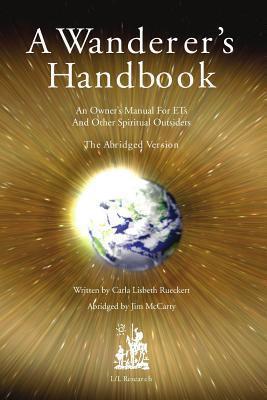 A Wanderer's
Handbook
An Owner's Manual For ETs
And Other Spiritual Outsiders
The Abridged Version
Written by Carla Lisbeth Rueckert
Abridged by Jim McCarty
L/L Research